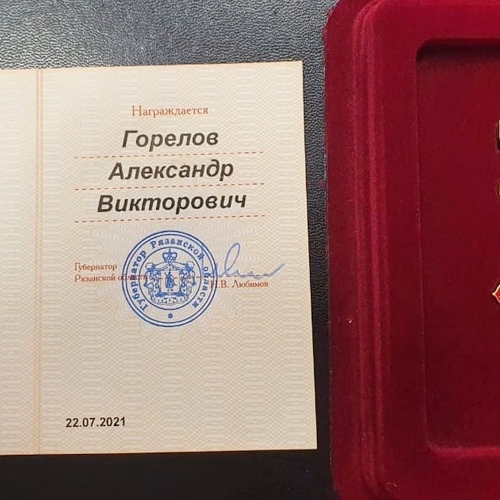 Награждается
Горелов
Александр
Викторович
Губернатор
Рязанской области
Н.В. Любимов
Губернатор Рязанской области
22.07.2021